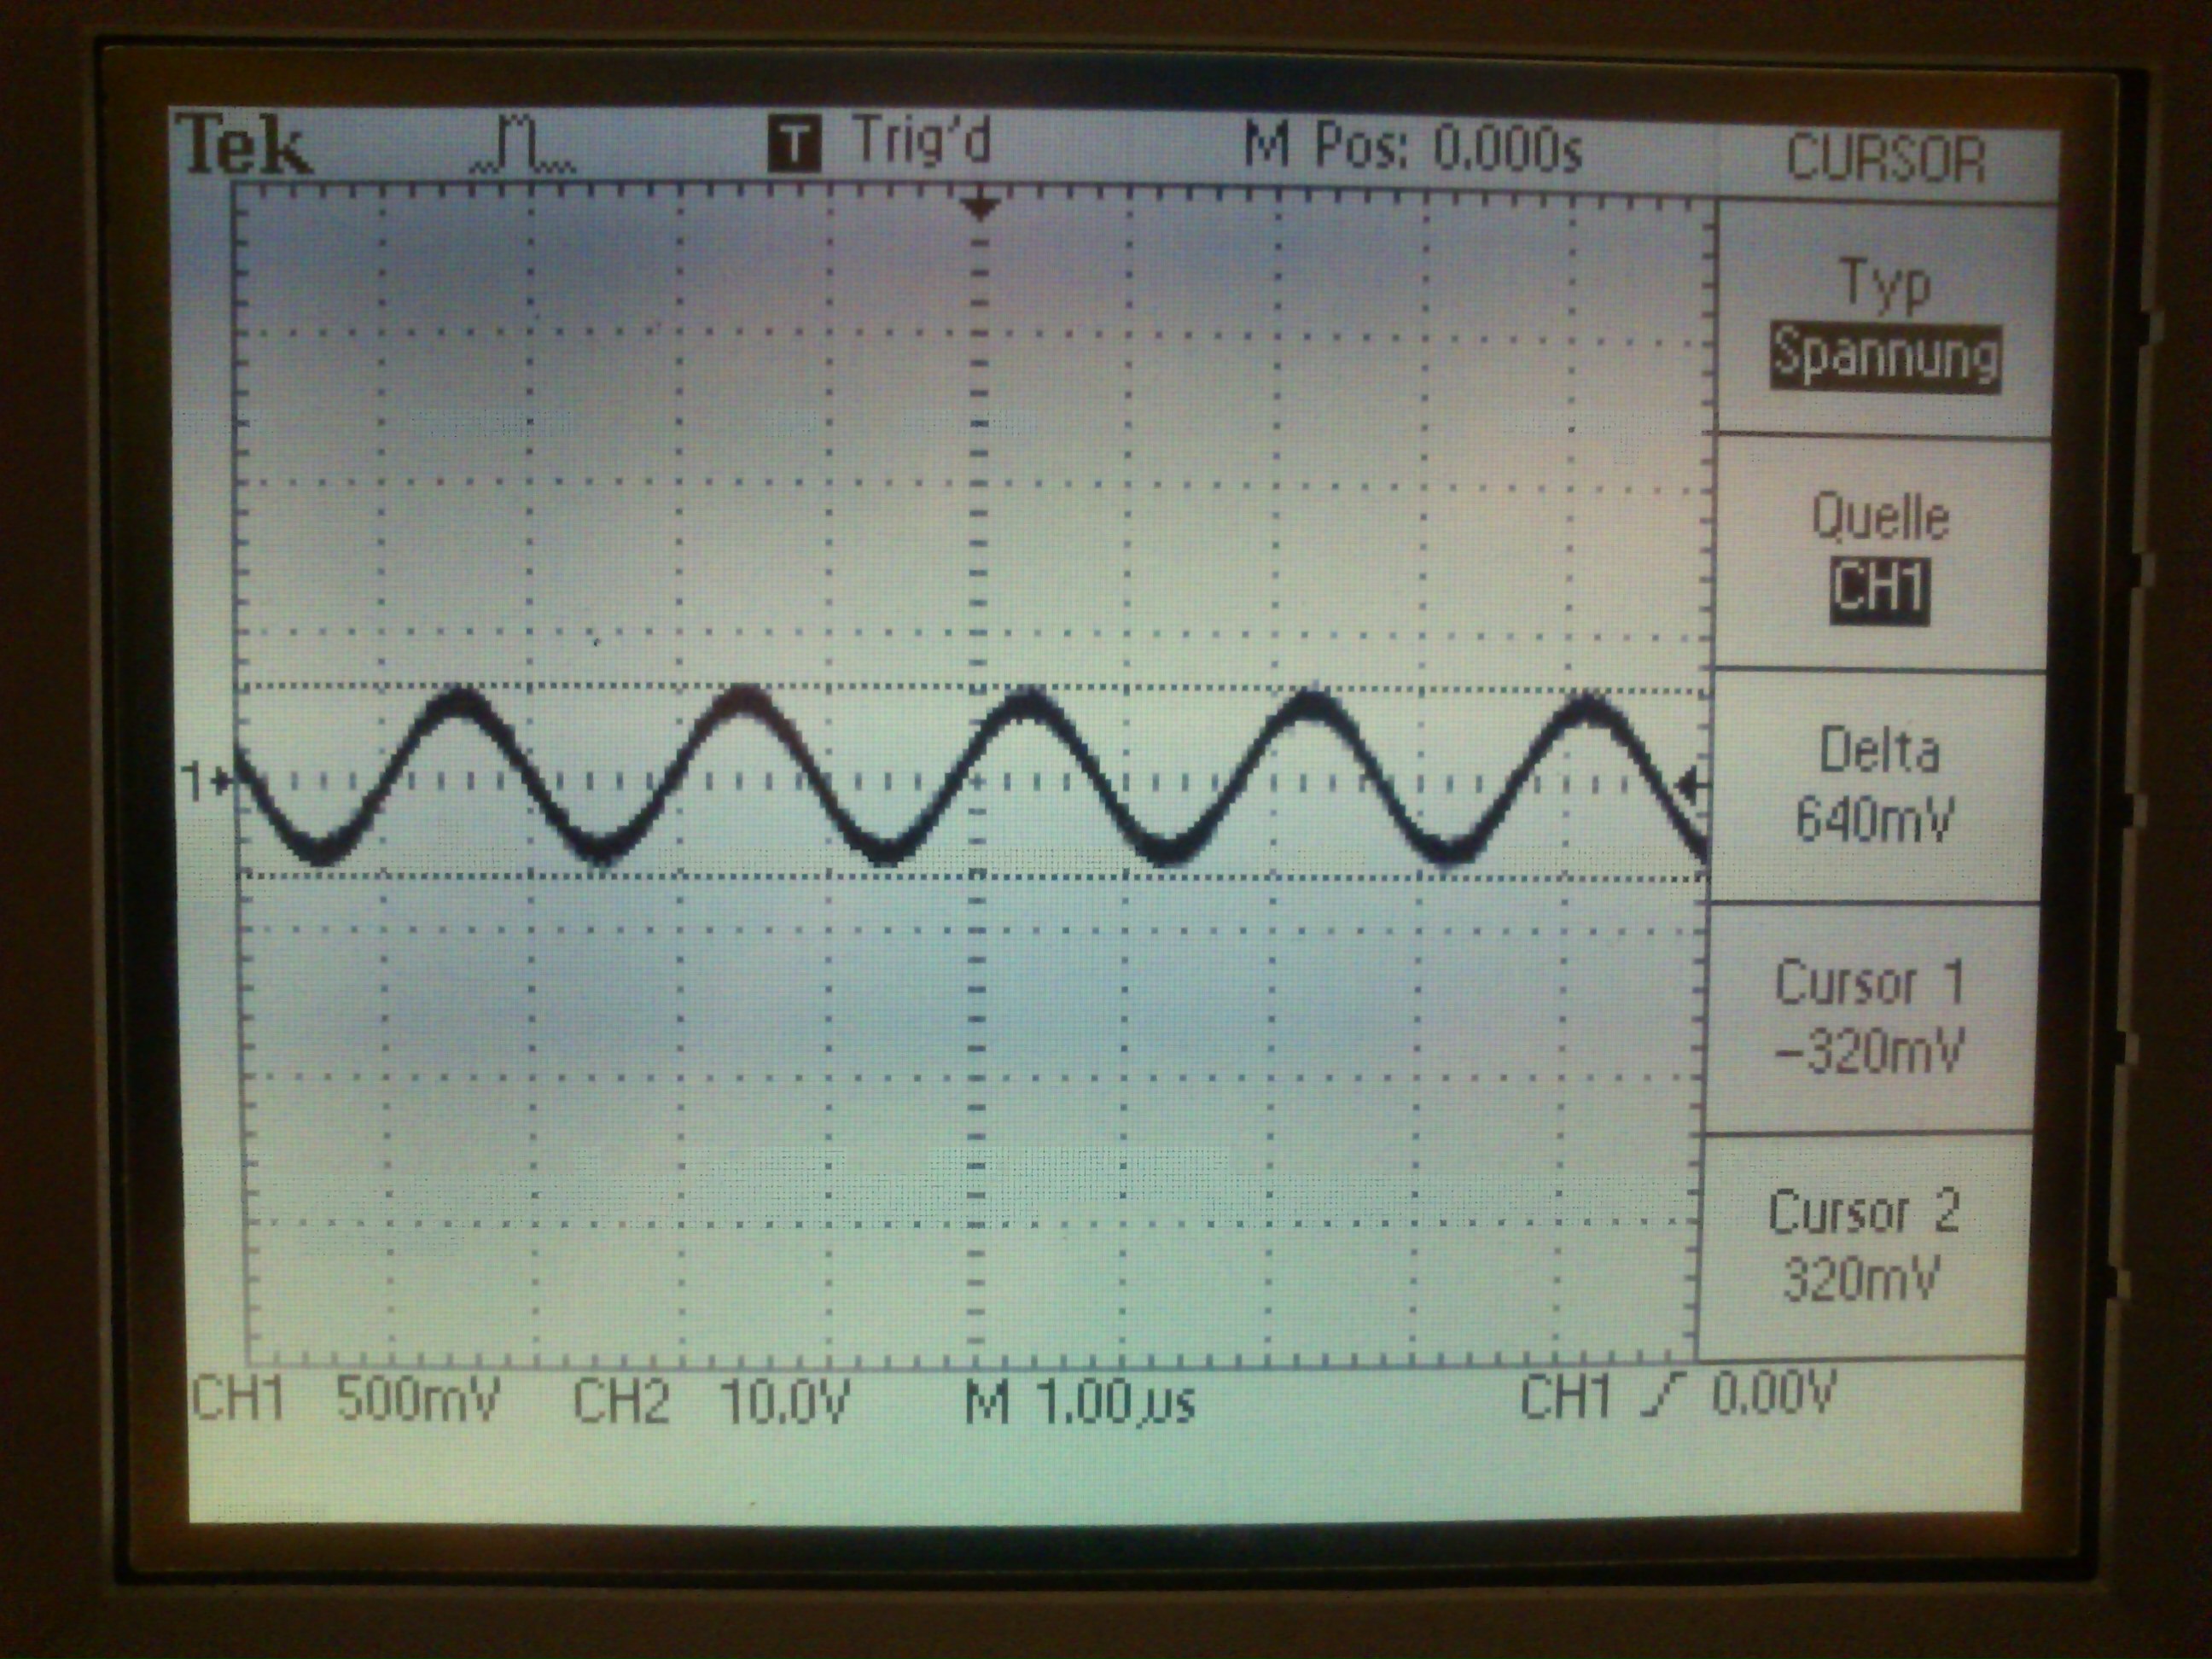 Tek T Trig'd M Pos: 0.000s CURSOR
Typ
Spannung
Quelle
CH1
Delta
640mV
Cursor 1
-320mV
Cursor 2
320mV
1
CH1 500mV CH2 10.0V M 1.00µs CH1 0.00V